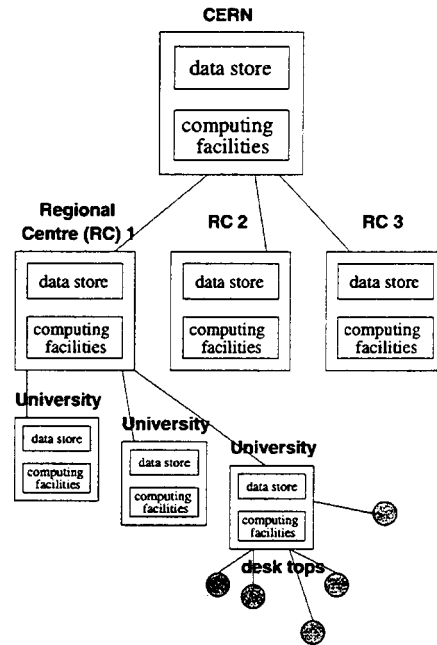 CERN
data store
computing
facilities
Regional
Centre (RC) 1
RC 2
RC 3
data store
computing
facilities
data store
computing
facilities
data store
computing
facilities
University
data store
computing
facilities
University
data store
computing
facilities
University
data store
computing
facilities
desk tops